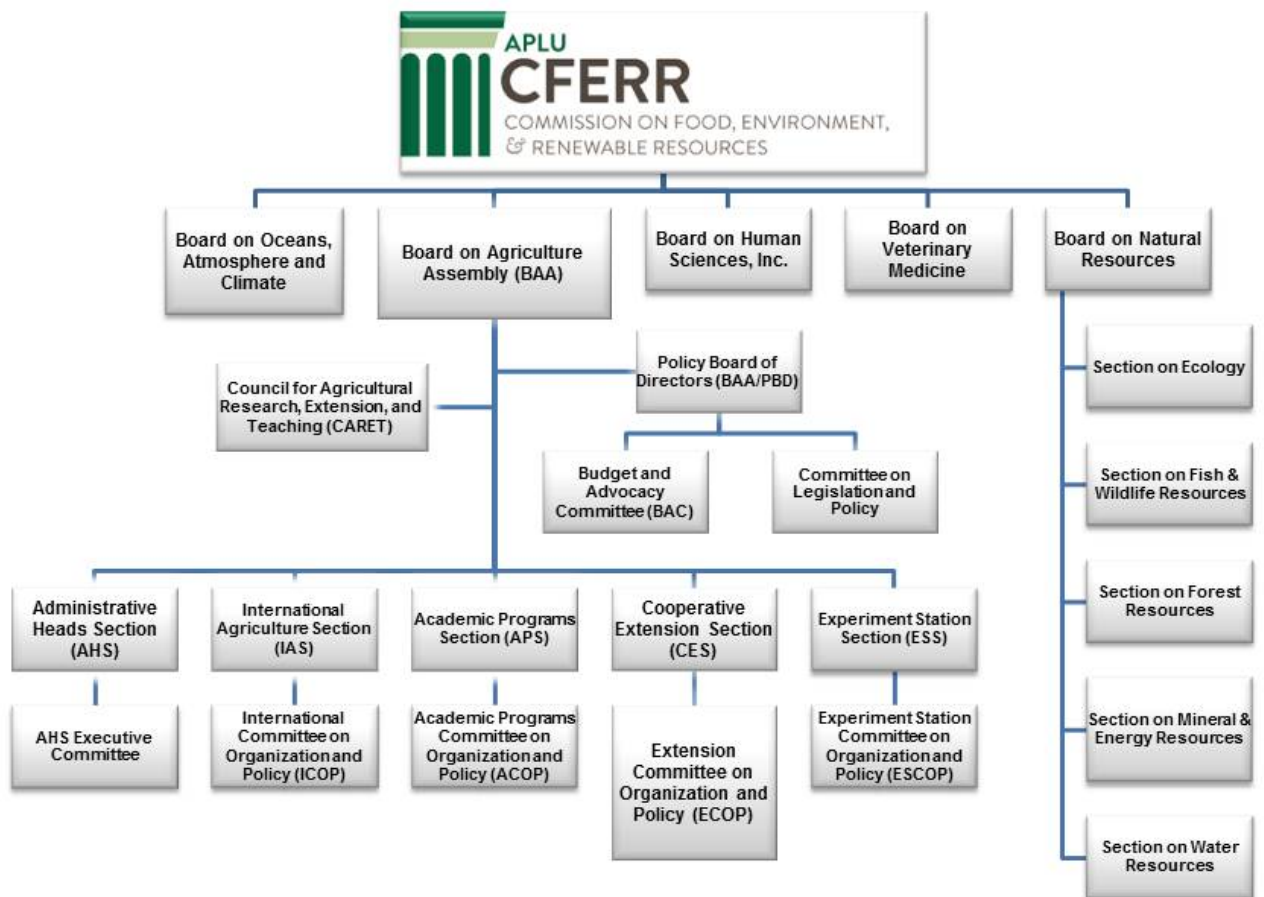 APLU
CFERR
COMMISSION ON FOOD, ENVIRONMENT,
& RENEWABLE RESOURCES
Board on Oceans,
Atmosphere and
Climate
Board on Agriculture
Assembly (BAA)
Board on Human
Sciences, Inc.
Board on
Veterinary
Medicine
Board on Natural
Resources
Council for Agricultural
Research, Extension, and
Teaching (CARET)
Policy Board of
Directors (BAA/PBD)
Budget and
Advocacy
Committee (BAC)
Committee on
Legislation and
Policy
Section on Ecology
Section on Fish &
Wildlife Resources
Section on Forest
Resources
Section on Mineral &
Energy Resources
Section on Water
Resources
Administrative
Heads Section
(AHS)
International
Agriculture Section
(IAS)
Academic Programs
Section (APS)
Cooperative
Extension Section
(CES)
Experiment Station
Section (ESS)
AHS Executive
Committee
International
Committee on
Organization and
Policy (ICOP)
Academic Programs
Committee on
Organization and
Policy (ACOP)
Extension
Committee on
Organization and
Policy (ECOP)
Experiment Station
Committee on
Organization and
Policy (ESCOP)